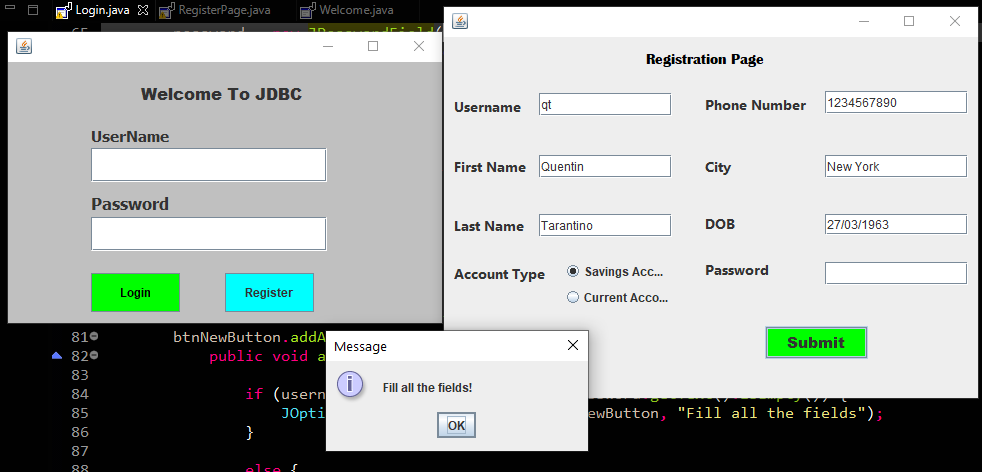 Login.java
RegisterPage.java
Welcome.java
65
Welcome To JDBC
UserName
Password
Login
Register
Registration Page
Username
qt
Phone Number
1234567890
First Name
Quentin
City
New York
Last Name
Tarantino
DOB
27/03/1963
Account Type
Savings Acc...
Current Acco...
Password
Submit
Message
Fill all the fields!
OK
81
btnNewButton.addA
82
public void a
83
84
if (usern
85
JOpti
ewButton, "Fill all the fields");
86
}
87
88
else {